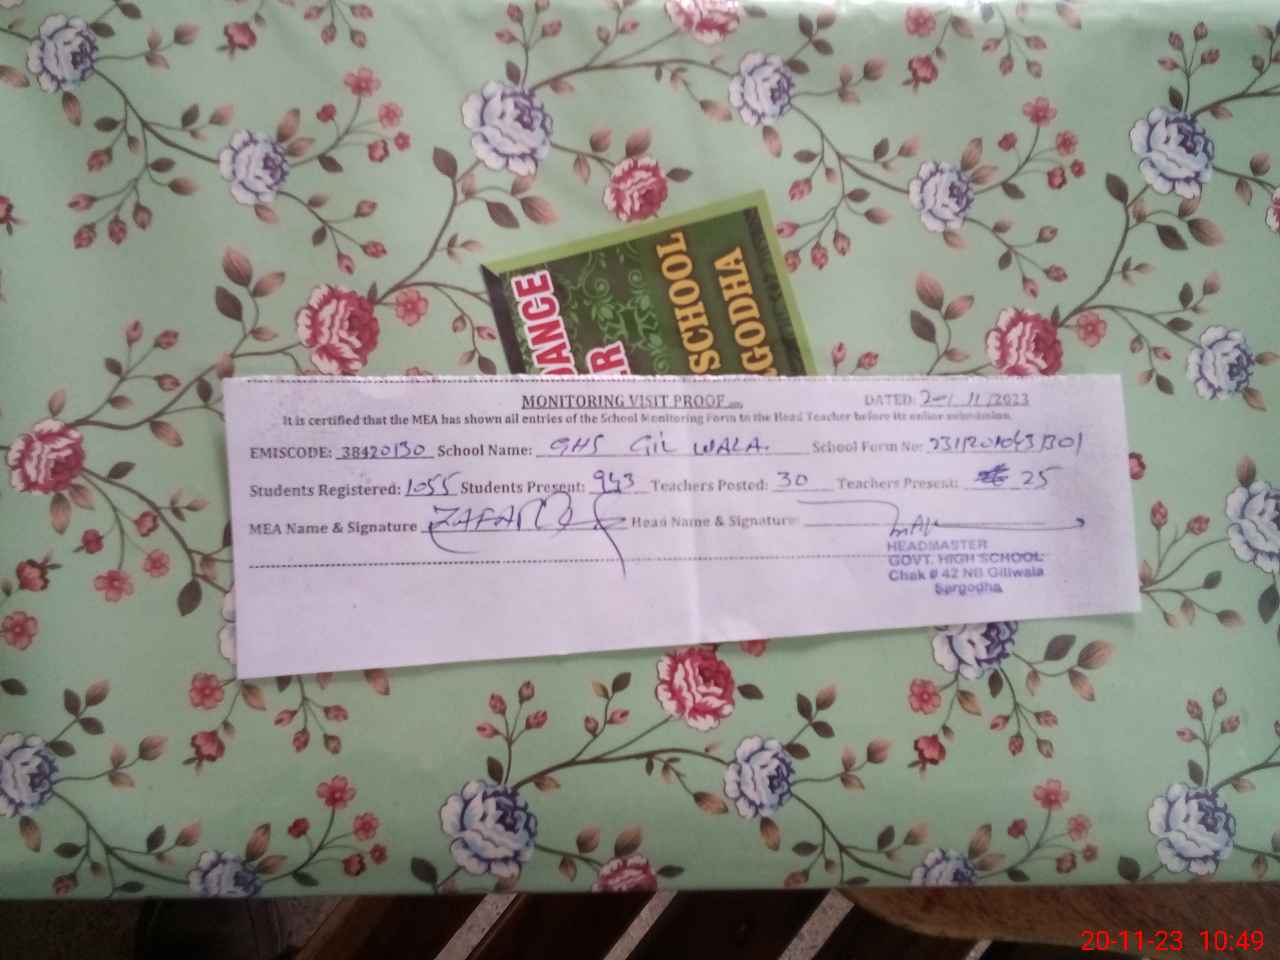 DANCE
R
SCHOOL
GODHA
MONITORING VISIT PROOF
DATED: /11/2023
It is certified that the MEA has shown all entries of the School Monitoring Form to the Head Teacher before its online submission.
EMISCODE: 38420130 School Name: GHS Gil WALA. School Form No:
Students Registered: 1055 Students Present: 943 Teachers Posted: 30 Teachers Present: 25
MEA Name & Signature ZAFAR Head Name & Signature
HEADMASTER
GOVT. HIGH SCHOOL
Chak # 42 NB Gillwala
Sargodha
20-11-23 10:49